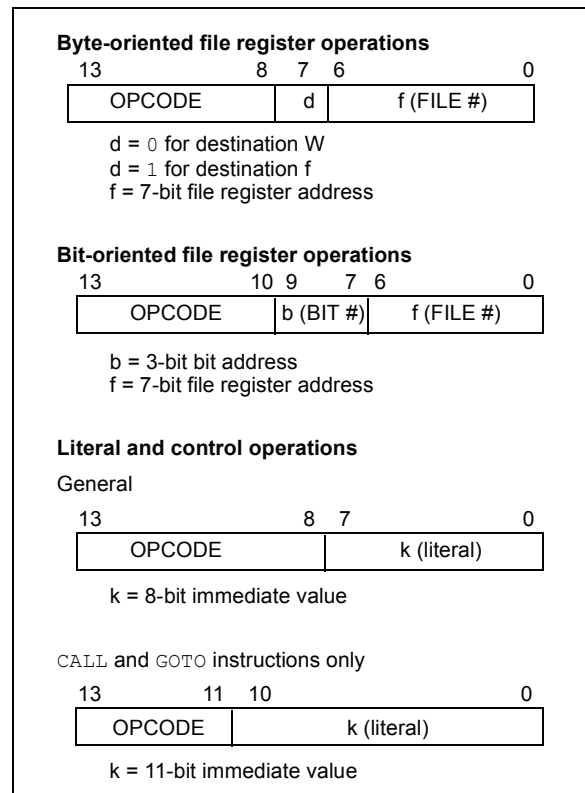 Byte-oriented file register operations
13 8 7 6 0
OPCODE d f (FILE #)
d = 0 for destination W
d = 1 for destination f
f = 7-bit file register address
Bit-oriented file register operations
13 10 9 7 6 0
OPCODE b (BIT #) f (FILE #)
b = 3-bit bit address
f = 7-bit file register address
Literal and control operations
General
13 8 7 0
OPCODE k (literal)
k = 8-bit immediate value
CALL and GOTO instructions only
13 11 10 0
OPCODE k (literal)
k = 11-bit immediate value